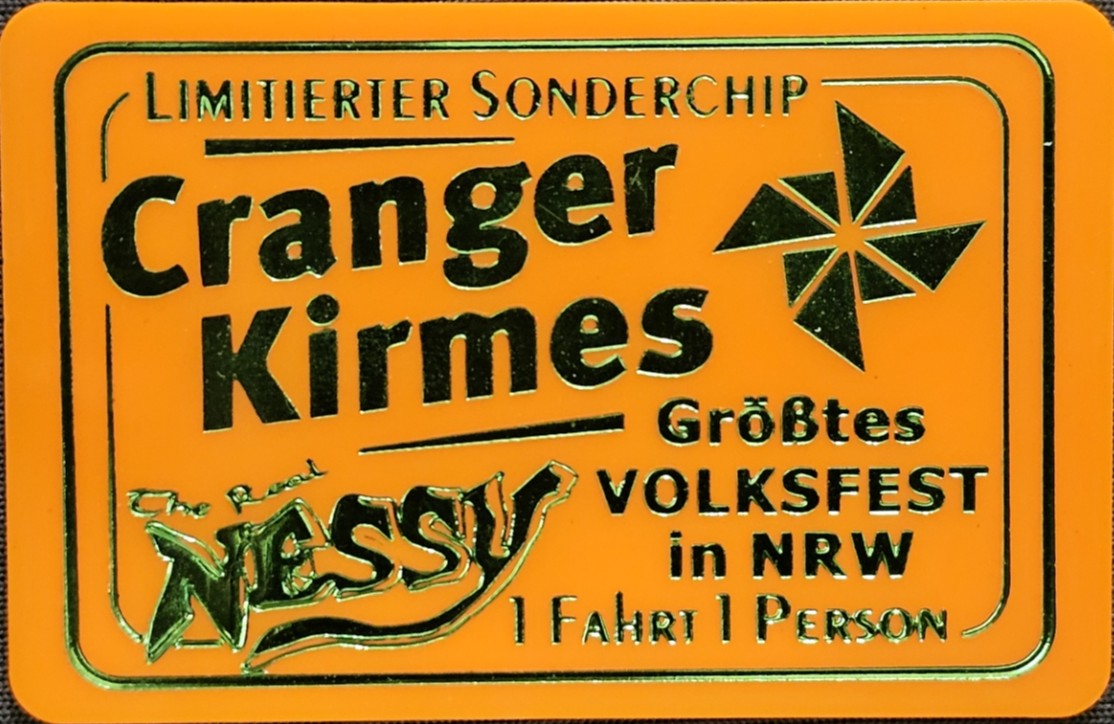 LIMITIERTER SONDERCHIP
Cranger
Kirmes
Größtes
VOLKSFEST
in NRW
The Real
NESSY
1 FAHRT 1 PERSON